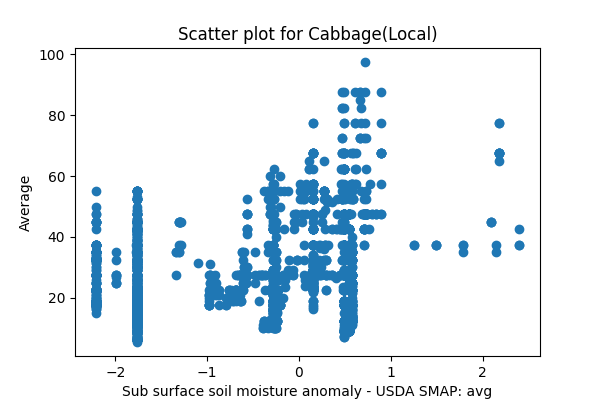 Scatter plot for Cabbage(Local)
100
80
60
40
20
Average
−2 −1 0 1 2
Sub surface soil moisture anomaly - USDA SMAP: avg